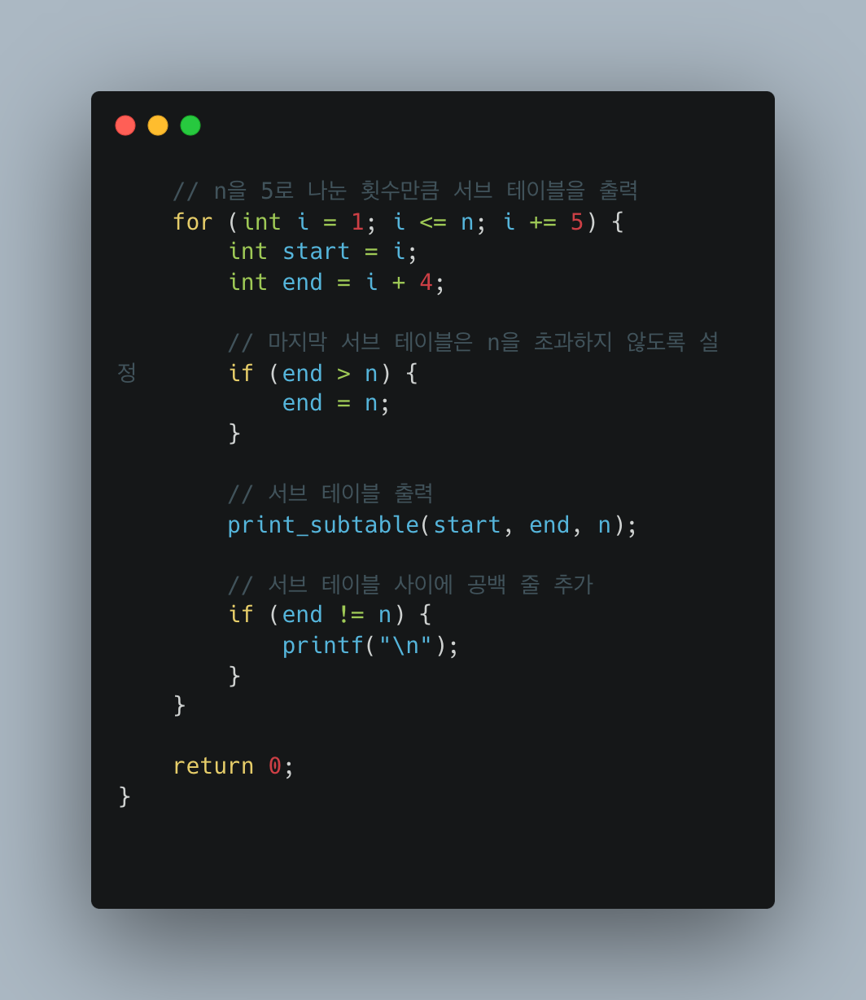 // n을 5로 나눈 횟수만큼 서브 테이블을 출력
for (int i = 1; i <= n; i += 5) {
int start = i;
int end = i + 4;
// 마지막 서브 테이블은 n을 초과하지 않도록 설
정 if (end > n) {
end = n;
}
// 서브 테이블 출력
print_subtable(start, end, n);
// 서브 테이블 사이에 공백 줄 추가
if (end != n) {
printf("\n");
}
}
return 0;
}